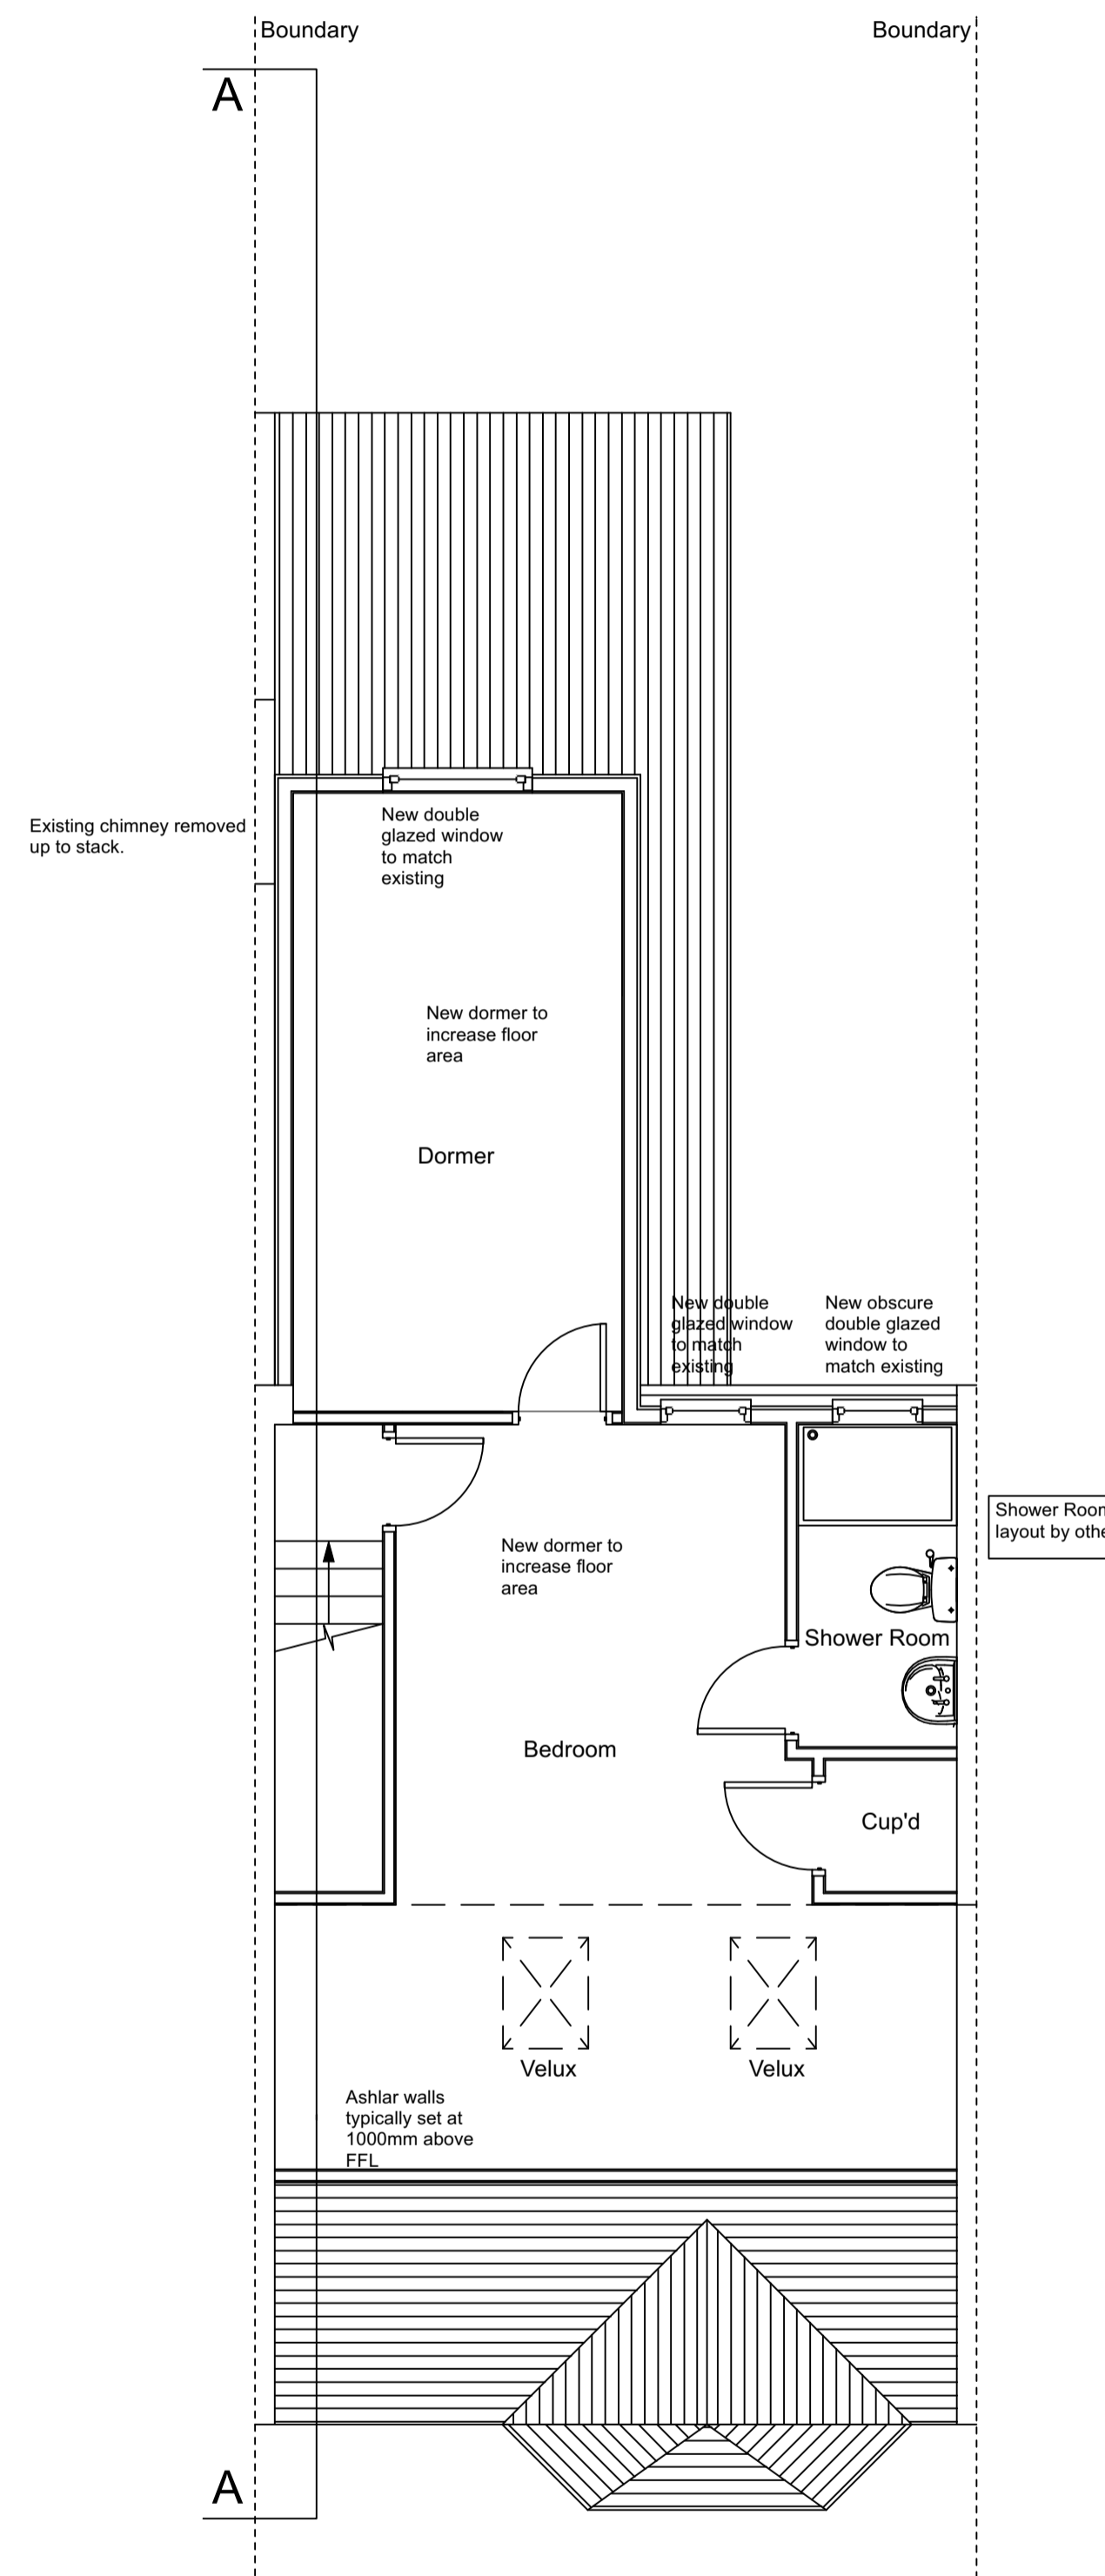 Boundary
Boundary
A
Existing chimney removed
up to stack.
New double
glazed window
to match
existing
New dormer to
increase floor
area
Dormer
New double
glazed window
to match
existing
New obscure
double glazed
window to
match existing
Shower Room
layout by othe
New dormer to
increase floor
area
Shower Room
Bedroom
Cup'd
Velux
Velux
Ashlar walls
typically set at
1000mm above
FFL
A